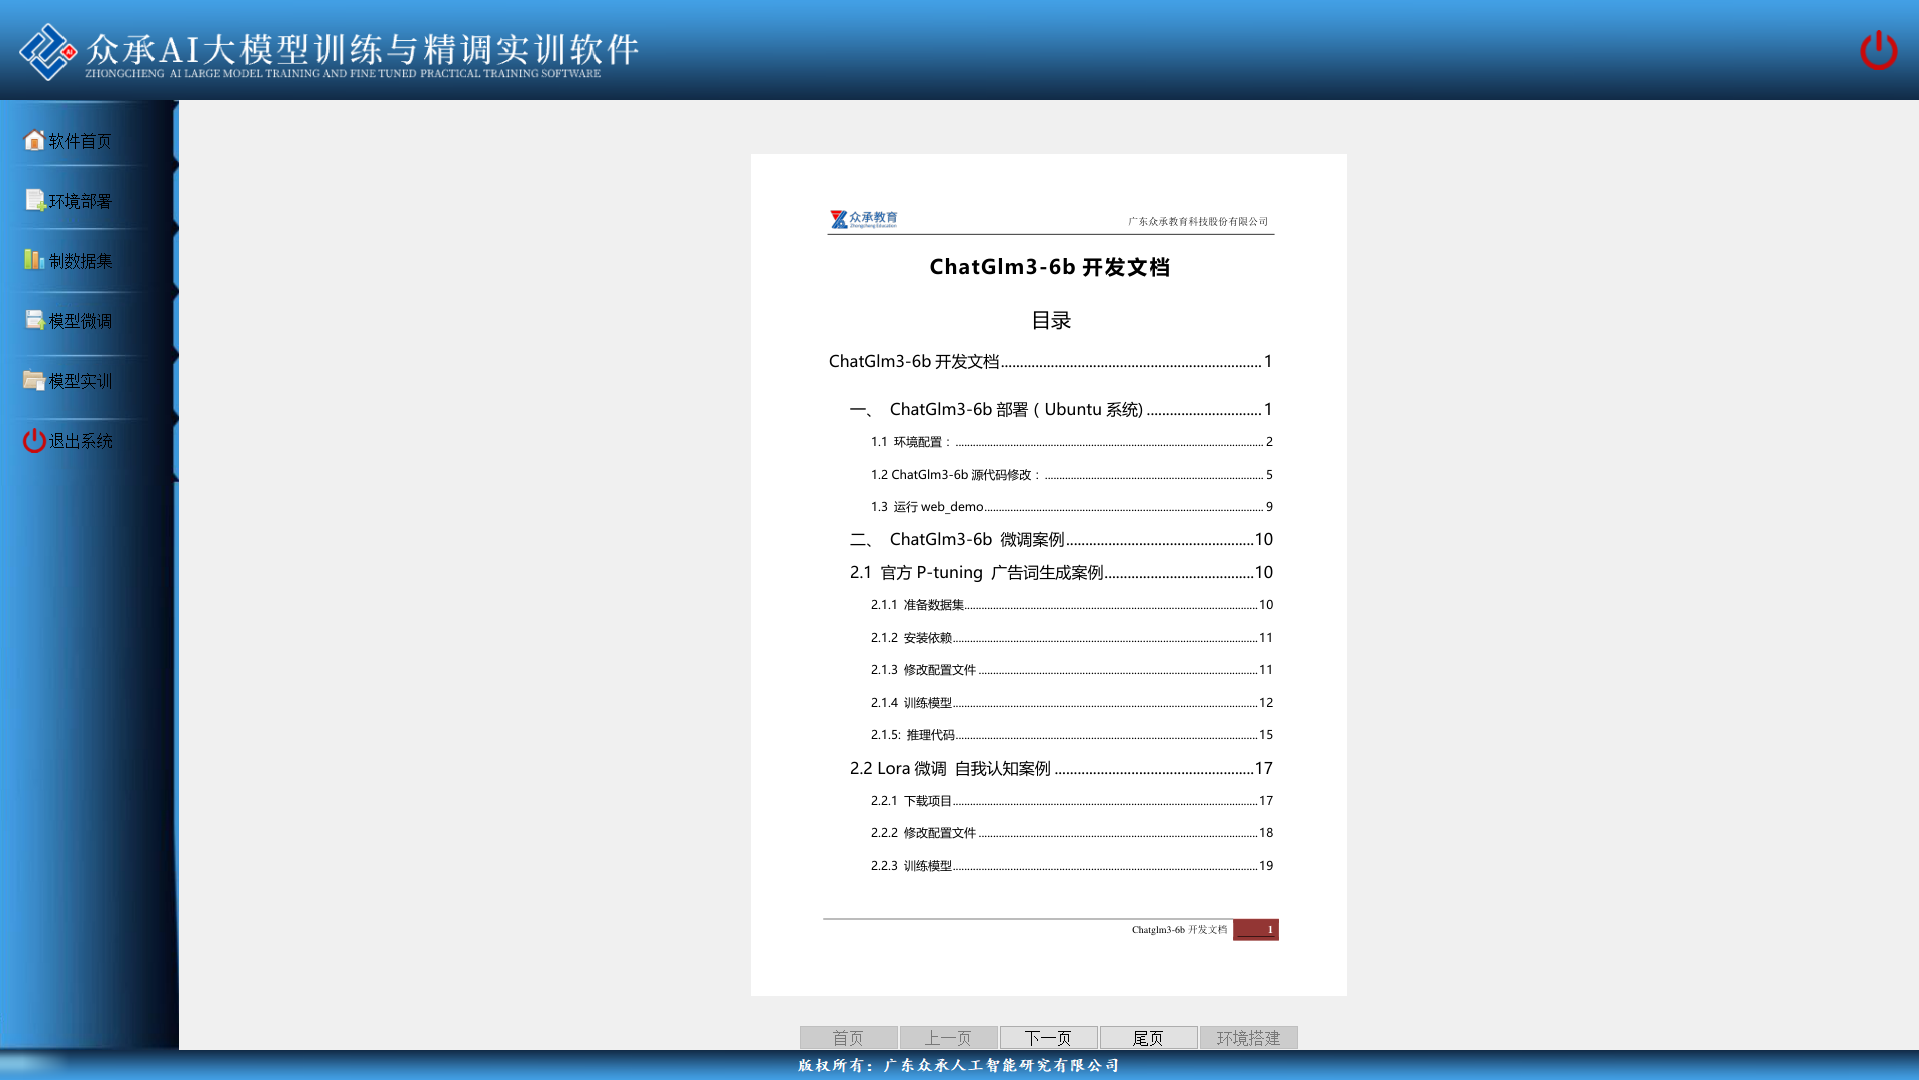 众承AI大模型训练与精调实训软件
ZHONGCHENG AI LARGE MODEL TRAINING AND FINE TUNED PRACTICAL TRAINING SOFTWARE
软件首页
环境部署
制数据集
模型微调
模型实训
退出系统
众承教育
Zhongcheng Education
广东众承教育科技股份有限公司
ChatGlm3-6b 开发文档
目录
ChatGlm3-6b 开发文档........................................1
一、 ChatGlm3-6b 部署（Ubuntu 系统)........................................1
1.1 环境配置：........................................2
1.2 ChatGlm3-6b 源代码修改：........................................5
1.3 运行 web_demo........................................9
二、 ChatGlm3-6b 微调案例........................................10
2.1 官方 P-tuning 广告词生成案例........................................10
2.1.1 准备数据集........................................10
2.1.2 安装依赖........................................11
2.1.3 修改配置文件........................................11
2.1.4 训练模型........................................12
2.1.5: 推理代码........................................15
2.2 Lora 微调 自我认知案例........................................17
2.2.1 下载项目........................................17
2.2.2 修改配置文件........................................18
2.2.3 训练模型........................................19
Chatglm3-6b 开发文档 1
首页 上一页 下一页 尾页 环境搭建
版权所有：广东众承人工智能研究有限公司